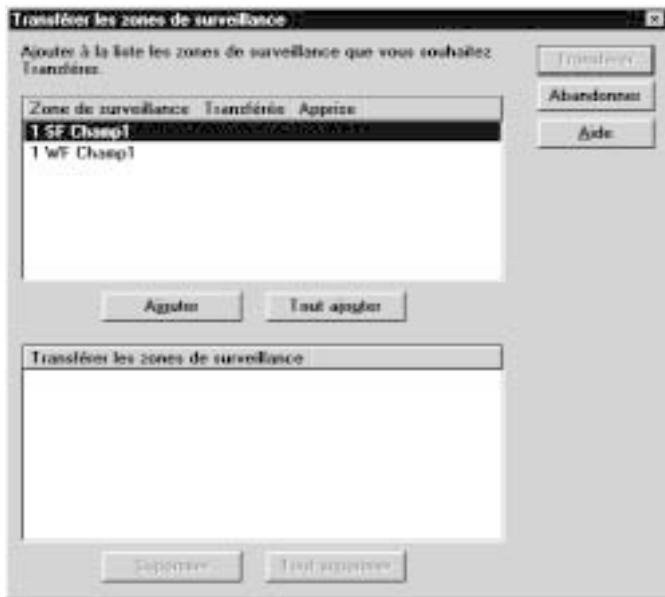 Transférer les zones de surveillance
Ajouter à la liste les zones de surveillance que vous souhaitez
Transférer.
Transférer
Abandonner
Aide
Zone de surveillance Transférée Apprise
1 SF Champ1
1 WF Champ1
Ajouter
Tout ajouter
Transférer les zones de surveillance
Supprimer
Tout supprimer